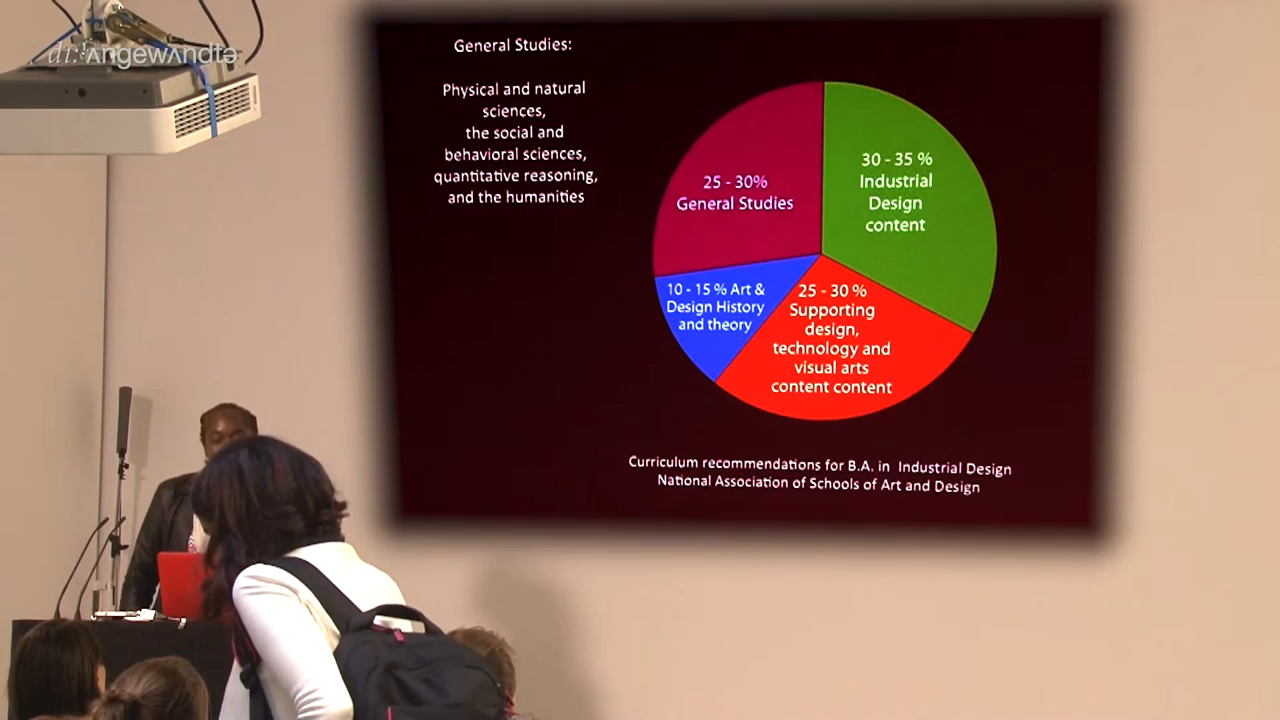 di:ʌngewʌndtə
General Studies:
Physical and natural
sciences,
the social and
behavioral sciences,
quantitative reasoning,
and the humanities
30 - 35 %
Industrial
Design
content
25 - 30%
General Studies
10 - 15 % Art &
Design History
and theory
25 - 30 %
Supporting
design,
technology and
visual arts
content content
Curriculum recommendations for B.A. in Industrial Design
National Association of Schools of Art and Design